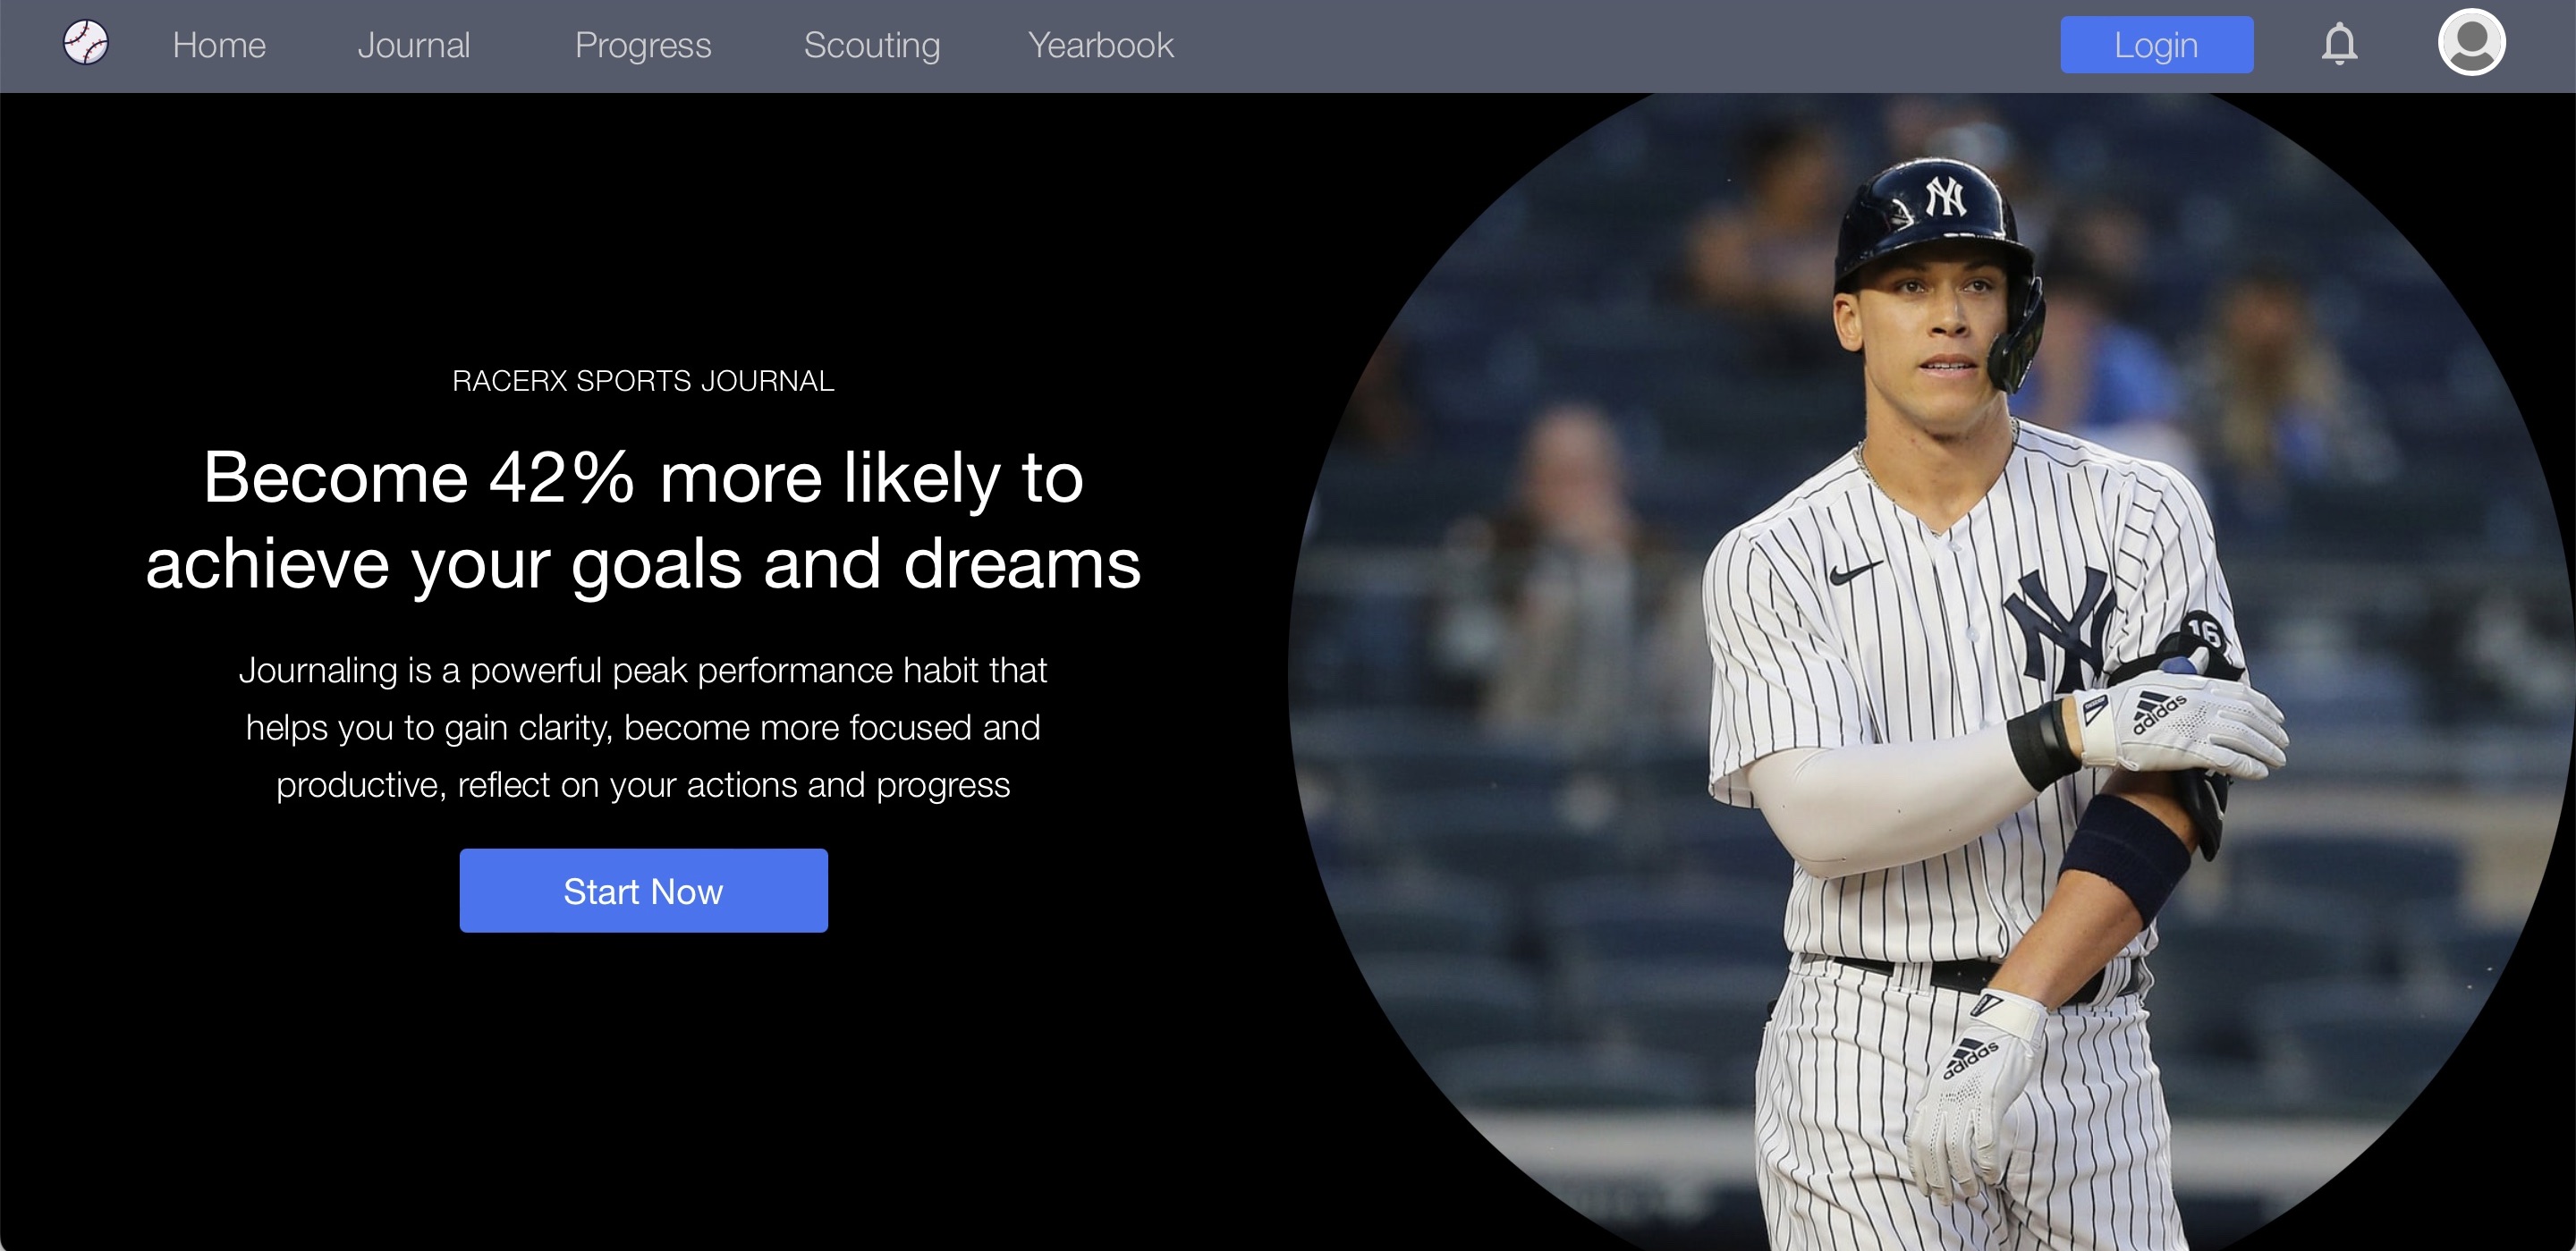 Home Journal Progress Scouting Yearbook Login
RACERX SPORTS JOURNAL
Become 42% more likely to
achieve your goals and dreams
Journaling is a powerful peak performance habit that
helps you to gain clarity, become more focused and
productive, reflect on your actions and progress
Start Now
NY
NY
16
adidas
adidas